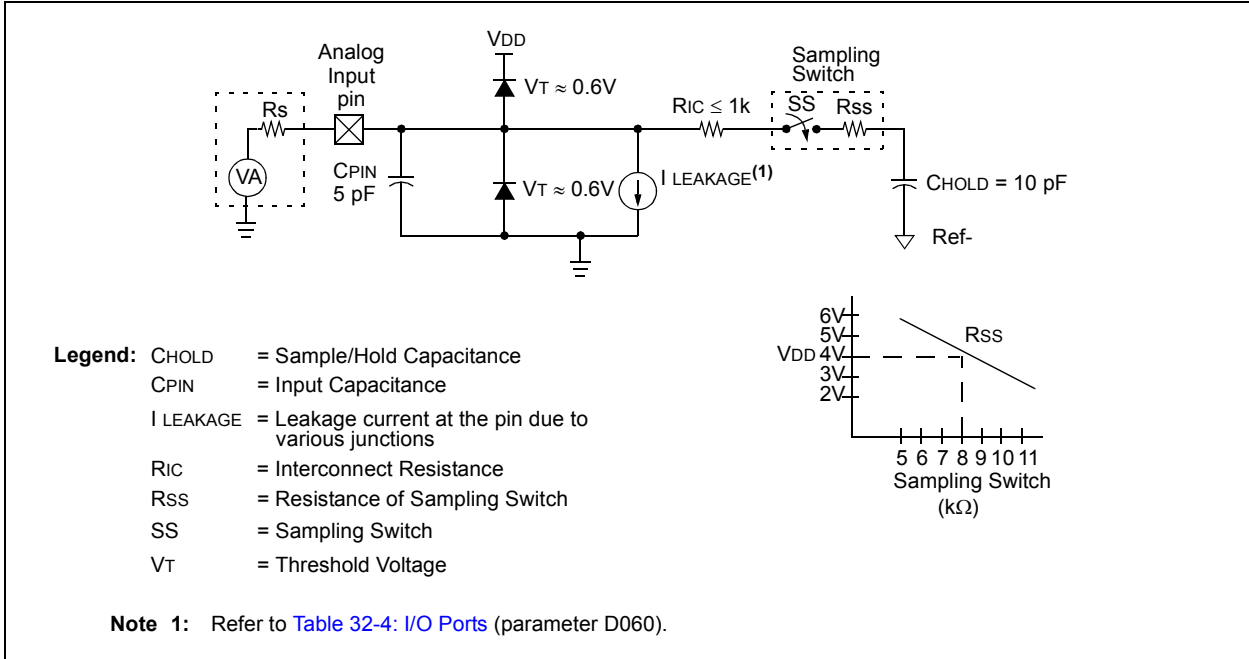 VDD
Analog
Input
pin
Sampling
Switch
VT ≈ 0.6V
Rs
RIC ≤ 1k
SS
Rss
VA
CPIN
5 pF
VT ≈ 0.6V
I LEAKAGE(1)
CHOLD = 10 pF
Ref-
6V
5V
VDD 4V
3V
2V
RSS
5 6 7 8 9 10 11
Sampling Switch
(kΩ)
Legend: CHOLD = Sample/Hold Capacitance
CPIN = Input Capacitance
I LEAKAGE = Leakage current at the pin due to
various junctions
RIC = Interconnect Resistance
RSS = Resistance of Sampling Switch
SS = Sampling Switch
VT = Threshold Voltage
Note 1: Refer to Table 32-4: I/O Ports (parameter D060).